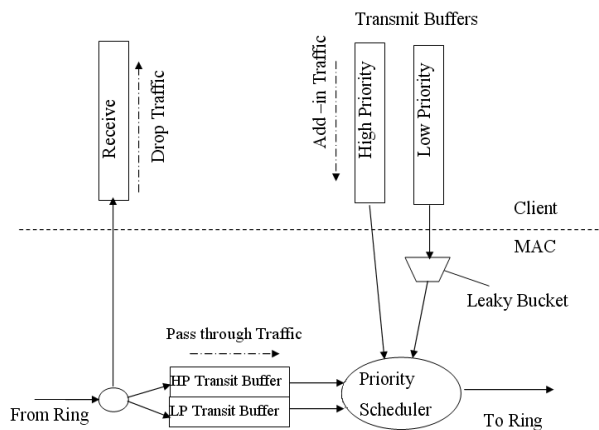 Transmit Buffers
Receive
Drop Traffic
Add –in Traffic
High Priority
Low Priority
Client
MAC
Leaky Bucket
Pass through Traffic
HP Transit Buffer
LP Transit Buffer
Priority
Scheduler
From Ring
To Ring